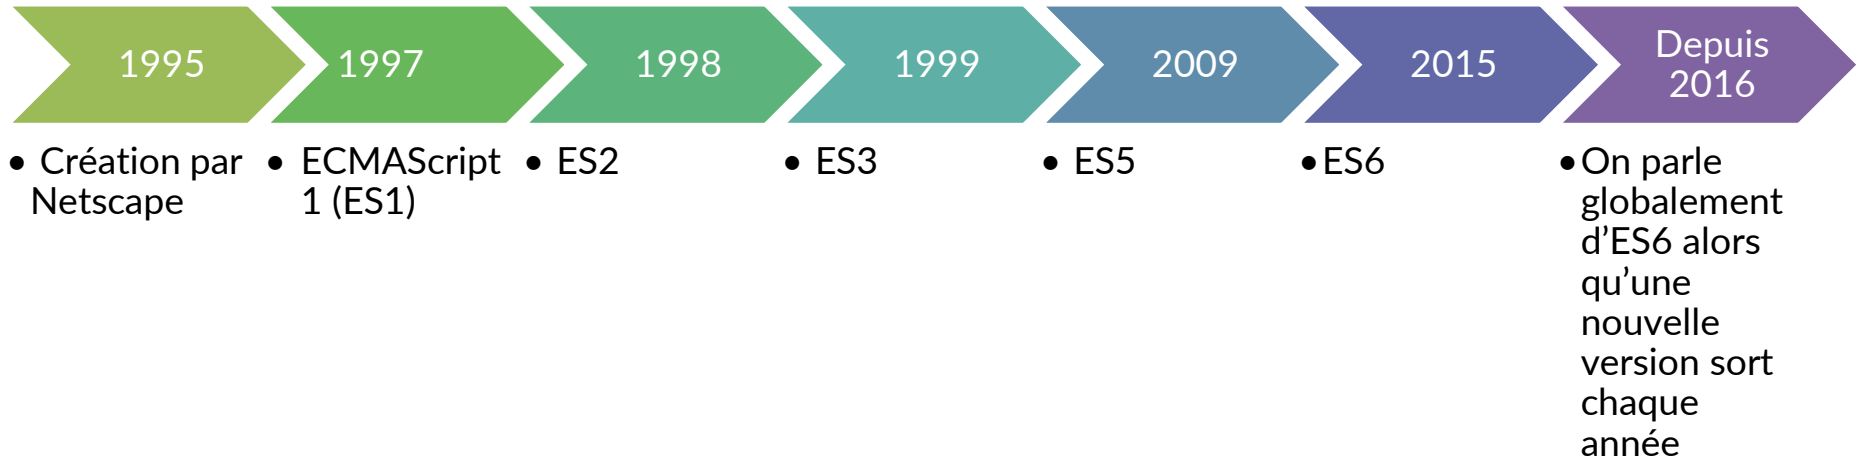 1995
1997
1998
1999
2009
2015
Depuis
2016
• Création par
Netscape
• ECMAScript
1 (ES1)
• ES2
• ES3
• ES5
• ES6
• On parle
globalement
d’ES6 alors
qu’une
nouvelle
version sort
chaque
année